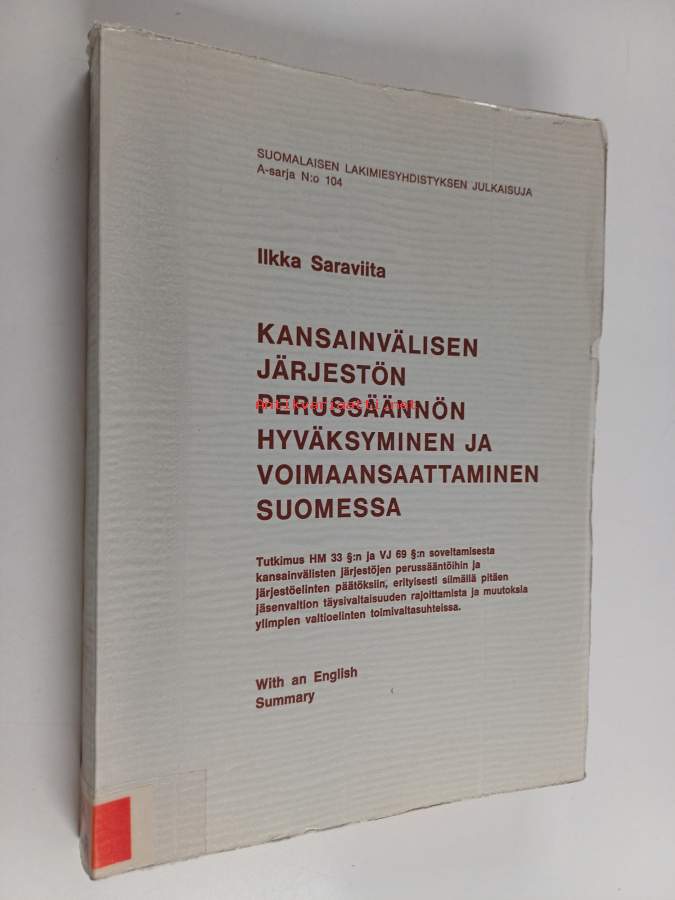 SUOMALAISEN LAKIMIESYHDISTYKSEN JULKAISUJA
A-sarja N:o 104
Ilkka Saraviita
KANSAINVÄLISEN
JÄRJESTÖN
PERUSSÄÄNNÖN
Antikvariaatti.net
HYVÄKSYMINEN JA
VOIMAANSAATTAMINEN
SUOMESSA
Tutkimus HM 33 §:n ja VJ 69 §:n soveltamisesta
kansainvälisten järjestöjen perussääntöihin ja
järjestöelinten päätöksiin, erityisesti silmällä pitäen
jäsenvaltion täysivaltaisuuden rajoittamista ja muutoksia
ylimpien valtioelinten toimivaltasuhteissa.
With an English
Summary